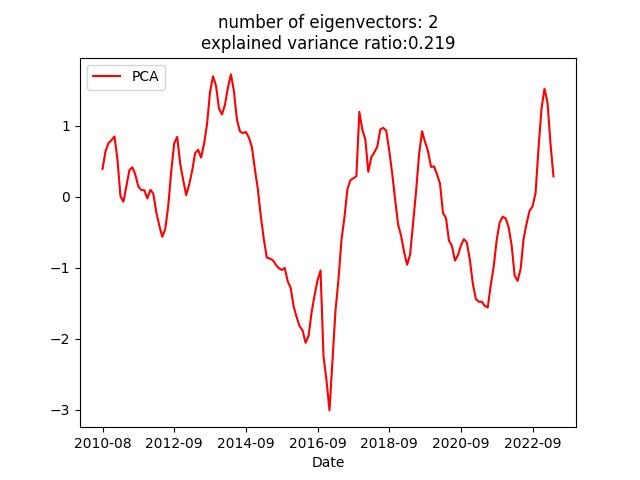 number of eigenvectors: 2
explained variance ratio:0.219
PCA
1
0
−1
−2
−3
2010-08 2012-09 2014-09 2016-09 2018-09 2020-09 2022-09
Date